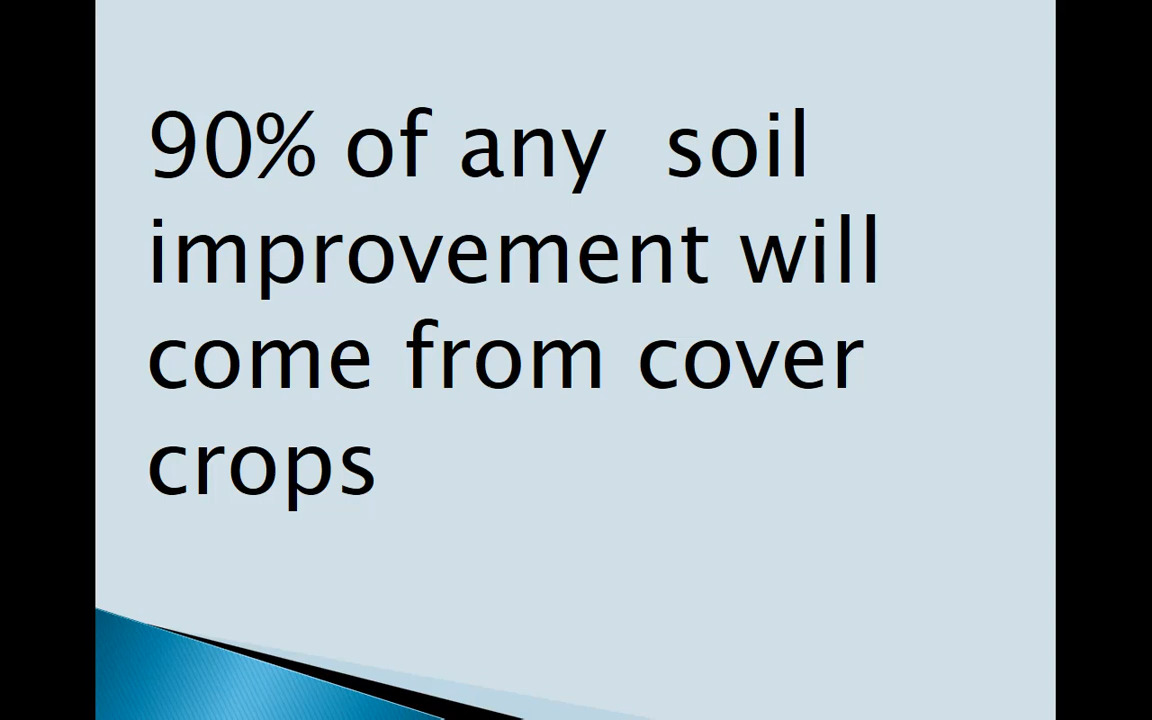 90% of any  soil
improvement will
come from cover
crops